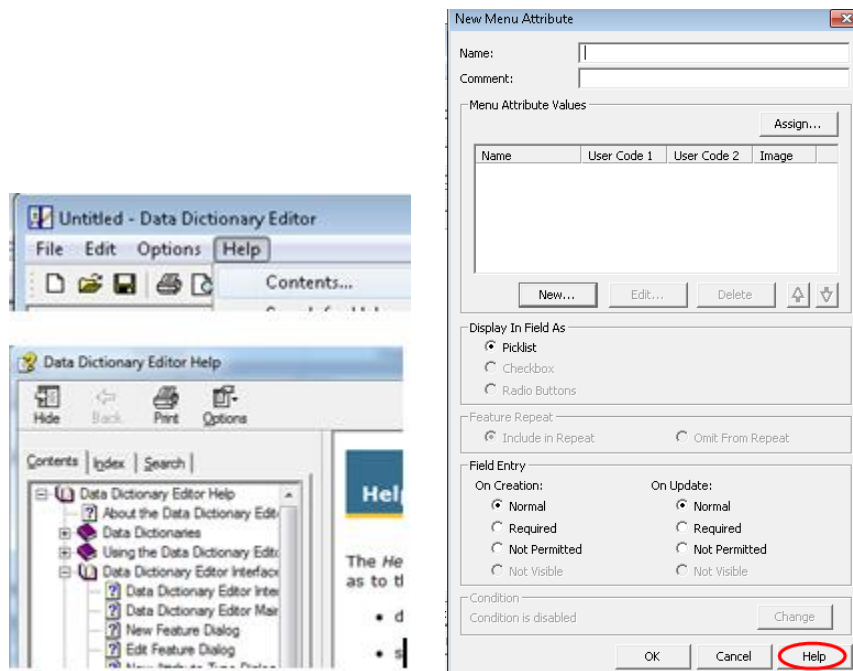 Untitled - Data Dictionary Editor
File Edit Options Help
Contents...
Data Dictionary Editor Help
Hide Back Print Options
Contents Index Search
Data Dictionary Editor Help
About the Data Dictionary
Data Dictionaries
Using the Data Dictionary
Data Dictionary Editor Interface
Data Dictionary Editor
Data Dictionary Editor
New Feature Dialog
Edit Feature Dialog
The
as to
New Menu Attribute
Name:
Comment:
Menu Attribute Values
Assign...
Name User Code 1 User Code 2 Image
New... Edit... Delete
Display In Field As
Picklist
Checkbox
Radio Buttons
Feature Repeat
Include in Repeat Omit From Repeat
Field Entry
On Creation: On Update:
Normal Normal
Required Required
Not Permitted Not Permitted
Not Visible Not Visible
Condition
Condition is disabled Change
OK Cancel Help